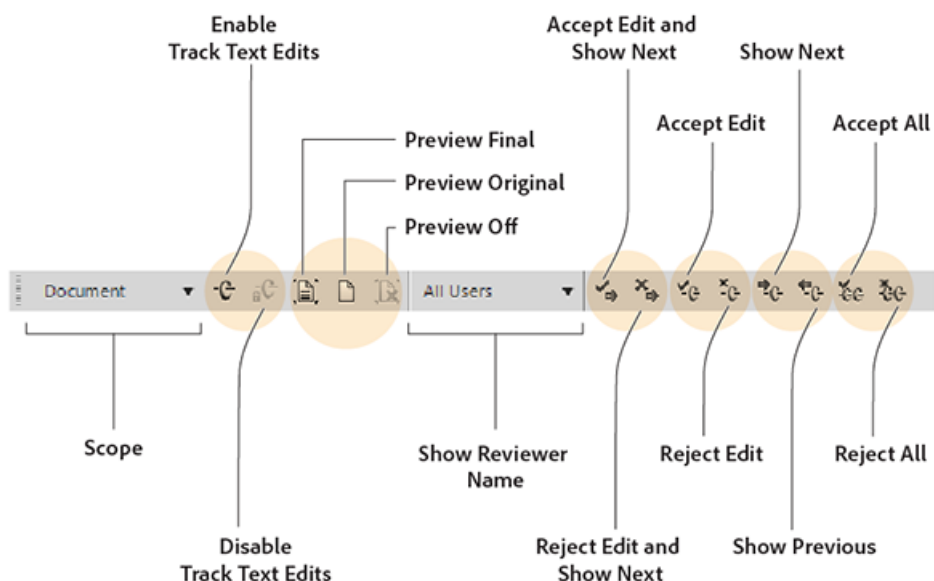 Enable
Track Text Edits
Accept Edit and
Show Next
Show Next
Accept Edit
Accept All
Preview Final
Preview Original
Preview Off
Document
All Users
Scope
Show Reviewer
Name
Reject Edit
Reject All
Disable
Track Text Edits
Reject Edit and
Show Next
Show Previous